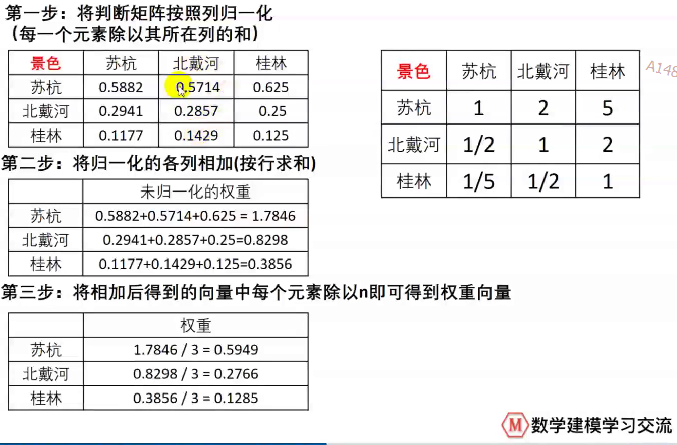 第一步：将判断矩阵按照列归一化
（每一个元素除以其所在列的和）
景色 苏杭 北戴河 桂林
苏杭 0.5882 0.5714 0.625
北戴河 0.2941 0.2857 0.25
桂林 0.1177 0.1429 0.125
第二步：将归一化的各列相加(按行求和)
未归一化的权重
苏杭 0.5882+0.5714+0.625 = 1.7846
北戴河 0.2941+0.2857+0.25=0.8298
桂林 0.1177+0.1429+0.125=0.3856
第三步：将相加后得到的向量中每个元素除以n即可得到权重向量
权重
苏杭 1.7846 / 3 = 0.5949
北戴河 0.8298 / 3 = 0.2766
桂林 0.3856 / 3 = 0.1285
景色 苏杭 北戴河 桂林
苏杭 1 2 5
北戴河 1/2 1 2
桂林 1/5 1/2 1
A148
M 数学建模学习交流